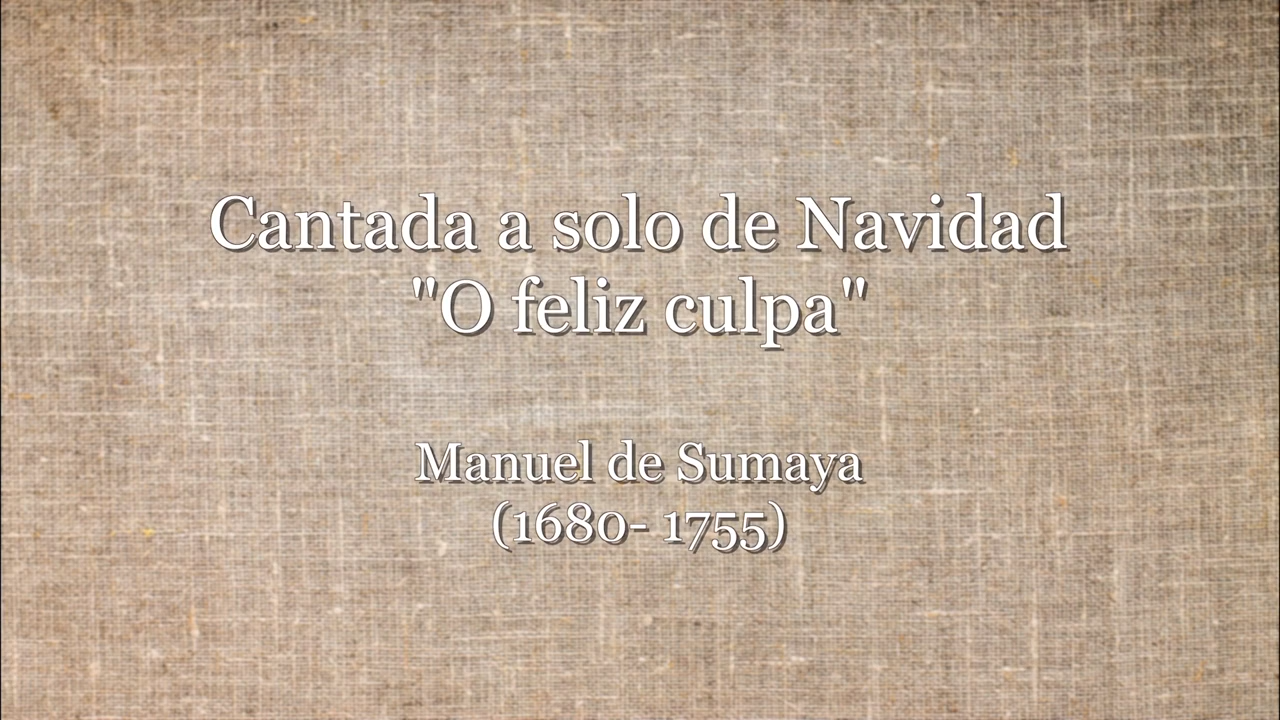 Cantada a solo de Navidad
"O feliz culpa"
Manuel de Sumaya
(1680- 1755)